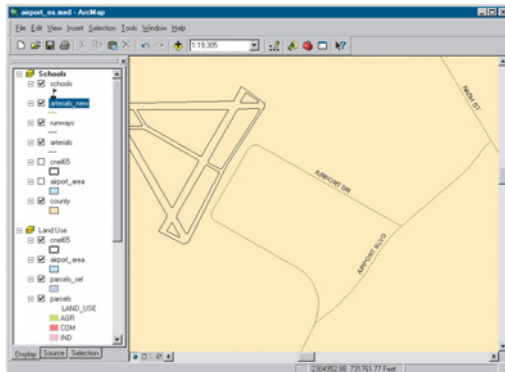 airport_ex.mxd - ArcMap
File Edit View Insert Selection Tools Window Help
1:19,305
Schools
schools
arterials_new
runways
arterials
cnel65
airport_area
county
Land Use
cnel65
airport_area
parcels_sel
parcels
LAND_USE
AGR
COM
IND
Display Source Selection
NASH ST
AIRPORT DR
AIRPORT BLVD
2304952.88 731761.77 Feet